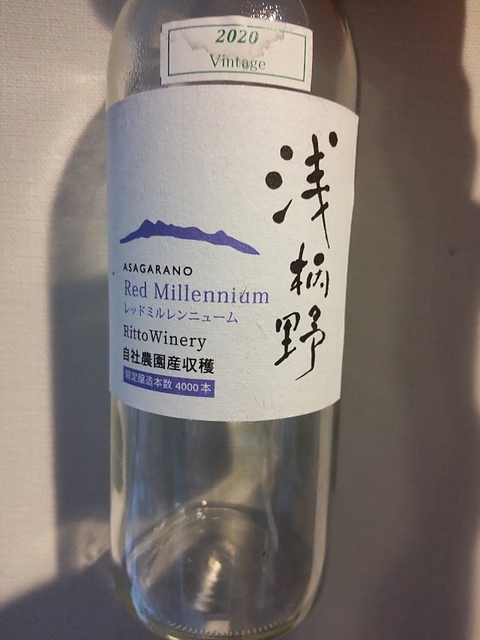 2020
Vintage
浅柄野
ASAGARANO
Red Millennium
レッドミルレンニューム
RittoWinery
自社農園産収穫
限定醸造本数 4000本